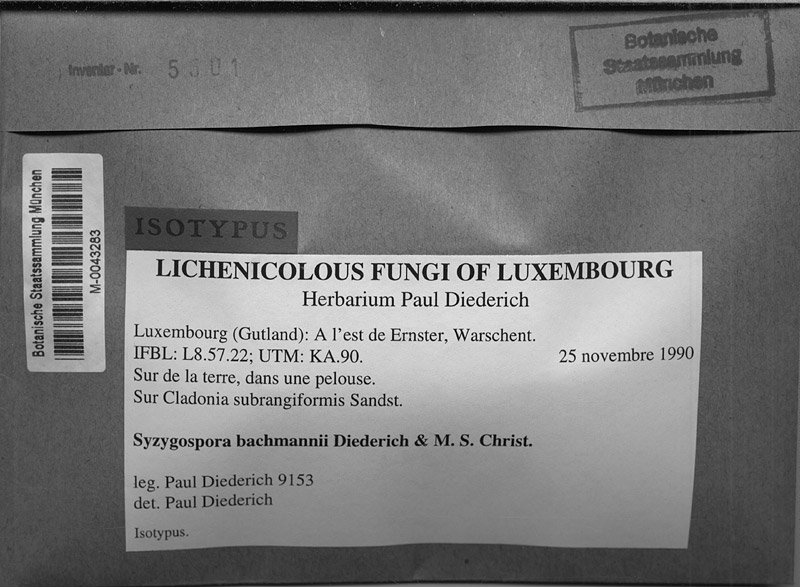 Inventar-Nr. 5501
Botanische
Staatssammlung
München
Botanische Staatssammlung München
M-0043283
ISOTYPUS
LICHENICOLOUS FUNGI OF LUXEMBOURG
Herbarium Paul Diederich
Luxembourg (Gutland): A l'est de Ernster, Warschent.
IFBL: L8.57.22; UTM: KA.90. 25 novembre 1990
Sur de la terre, dans une pelouse.
Sur Cladonia subrangiformis Sandst.
Syzygospora bachmannii Diederich & M. S. Christ.
leg. Paul Diederich 9153
det. Paul Diederich
Isotypus.